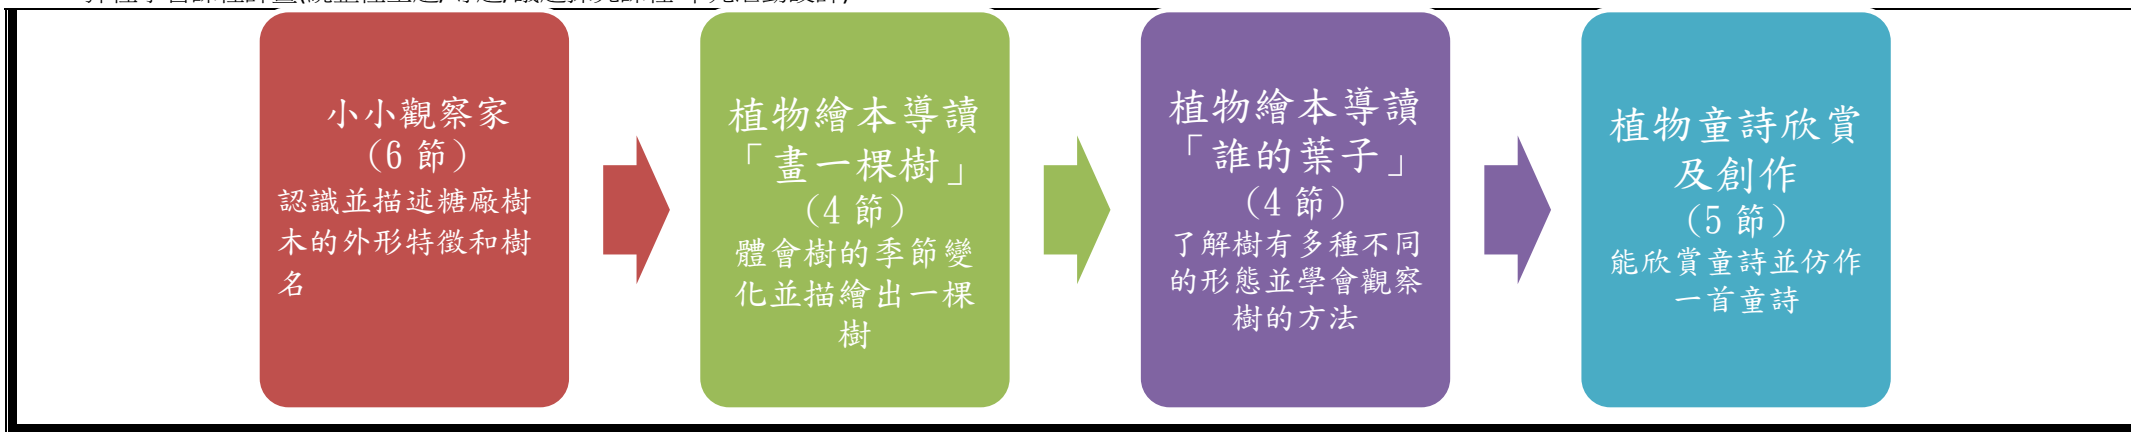 小小觀察家
（6 節）
認識並描述糖廠樹
木的外形特徵和樹
名
植物繪本導讀
「畫一棵樹」
（4 節）
體會樹的季節變
化並描繪出一棵
樹
植物繪本導讀
「誰的葉子」
（4 節）
了解樹有多種不同
的形態並學會觀察
樹的方法
植物童詩欣賞
及創作
（5 節）
能欣賞童詩並仿作
一首童詩